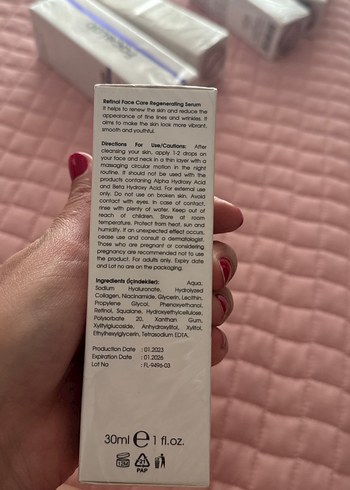 Retinol Face Care Regenerating Serum
It helps to renew the skin and reduce the
appearance of fine lines and wrinkles. It
aims to make the skin look more vibrant,
smooth and youthful.
Directions For Use/Cautions: After
cleansing your skin, apply 1-2 drops on
your face and neck in a thin layer with a
massaging circular motion in the night
routine. It should not be used with the
products containing Alpha Hydroxy Acid
and Beta Hydroxy Acid. For external use
only. Do not use on broken skin. Avoid
contact with eyes. In case of contact,
rinse with plenty of water. Keep out of
reach of children. Store at room
temperature. Protect from heat, sun and
humidity. If an unexpected effect occurs,
cease use and consult a dermatologist.
Those who are pregnant or considering
pregnancy are recommended not to use
the product. For adults only. Expiry date
and Lot no are on the packaging.
Ingredients (İçindekiler): Aqua,
Sodium Hyaluronate, Hydrolyzed
Collagen, Niacinamide, Glycerin, Lecithin,
Propylene Glycol, Phenoxyethanol,
Retinol, Squalane, Hydroxyethylcellulose,
Polysorbate 20, Xanthan Gum,
Xylitylglucoside, Anhydroxylitol, Xylitol,
Ethylhexylglycerin, Tetrasodium EDTA.
Production Date : 01.2023
Expiration Date : 01.2026
Lot No : FL-9496-03
30ml e 1 fl.oz.
12M 21
PAP